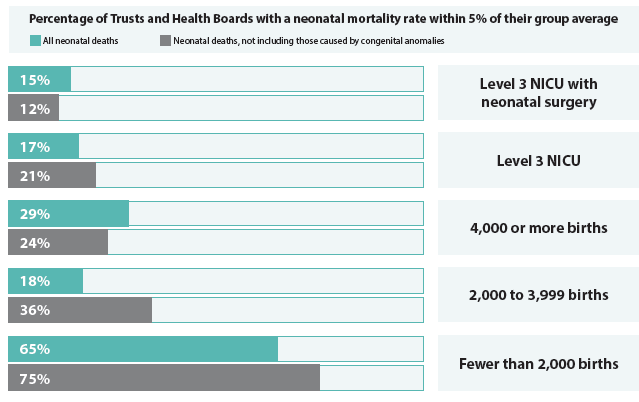 Percentage of Trusts and Health Boards with a neonatal mortality rate within 5% of their group average
All neonatal deaths
Neonatal deaths, not including those caused by congenital anomalies
15%
12%
Level 3 NICU with
neonatal surgery
17%
21%
Level 3 NICU
29%
24%
4,000 or more births
18%
36%
2,000 to 3,999 births
65%
75%
Fewer than 2,000 births